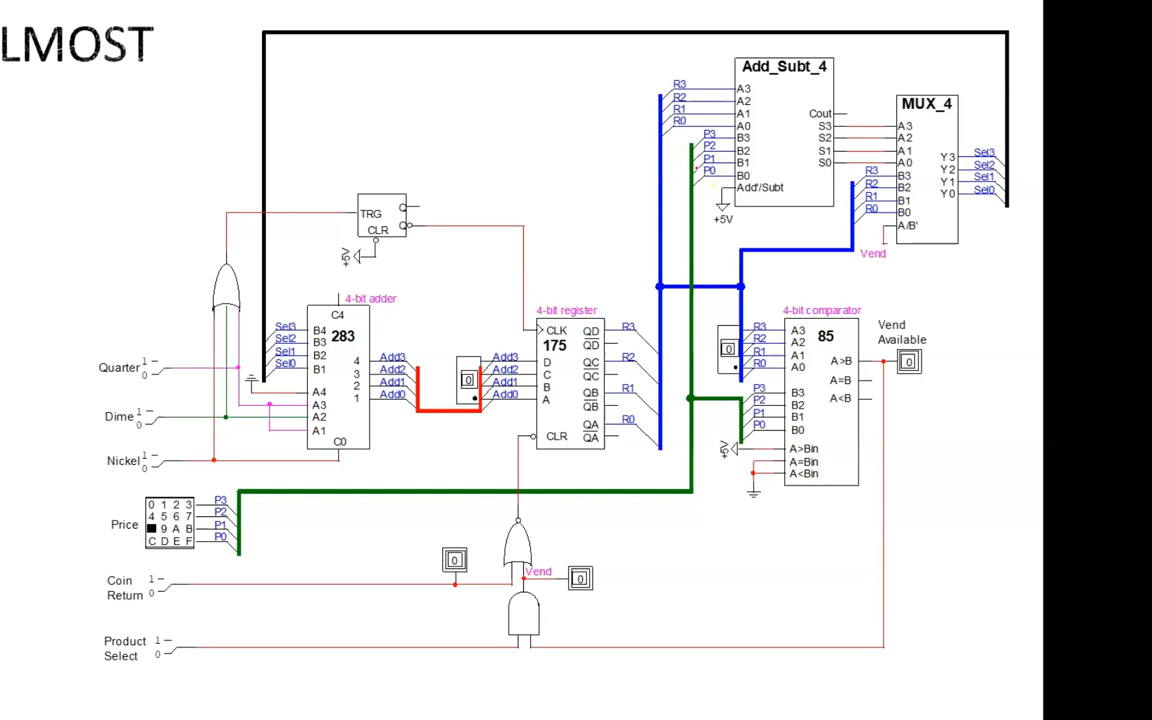 LMOST
Add_Subt_4
R3 A3
R2 A2
R1 A1
R0 A0
P3 B3
P2 B2
P1 B1
P0 B0
Add'/Subt
+5V
Cout
S3
S2
S1
S0
MUX_4
A3
A2
A1
A0
R3 B3
R2 B2
R1 B1
R0 B0
A/B'
Vend
Y3 Sel3
Y2 Sel2
Y1 Sel1
Y0 Sel0
TRG
CLR
Q
Q
+5V
4-bit adder
C4
283
Sel3 B4
Sel2 B3
Sel1 B2
Sel0 B1
A4
A3
A2
A1
C0
4 Add3
3 Add2
2 Add1
1 Add0
0
4-bit register
CLK
175
Add3 D
Add2 C
Add1 B
Add0 A
CLR
QD R3
QD
QC R2
QC
QB R1
QB
QA R0
QA
0
4-bit comparator
85
R3 A3
R2 A2
R1 A1
R0 A0
P3 B3
P2 B2
P1 B1
P0 B0
+5V
A>Bin
A=Bin
A<Bin
A>B
A=B
A<B
Vend
Available
0
Quarter 1
0
Dime 1
0
Nickel 1
0
Price
0 1 2 3
4 5 6 7
9 A B
C D E F
P3
P2
P1
P0
Coin
Return
1
0
0
Vend
0
Product
Select
1
0